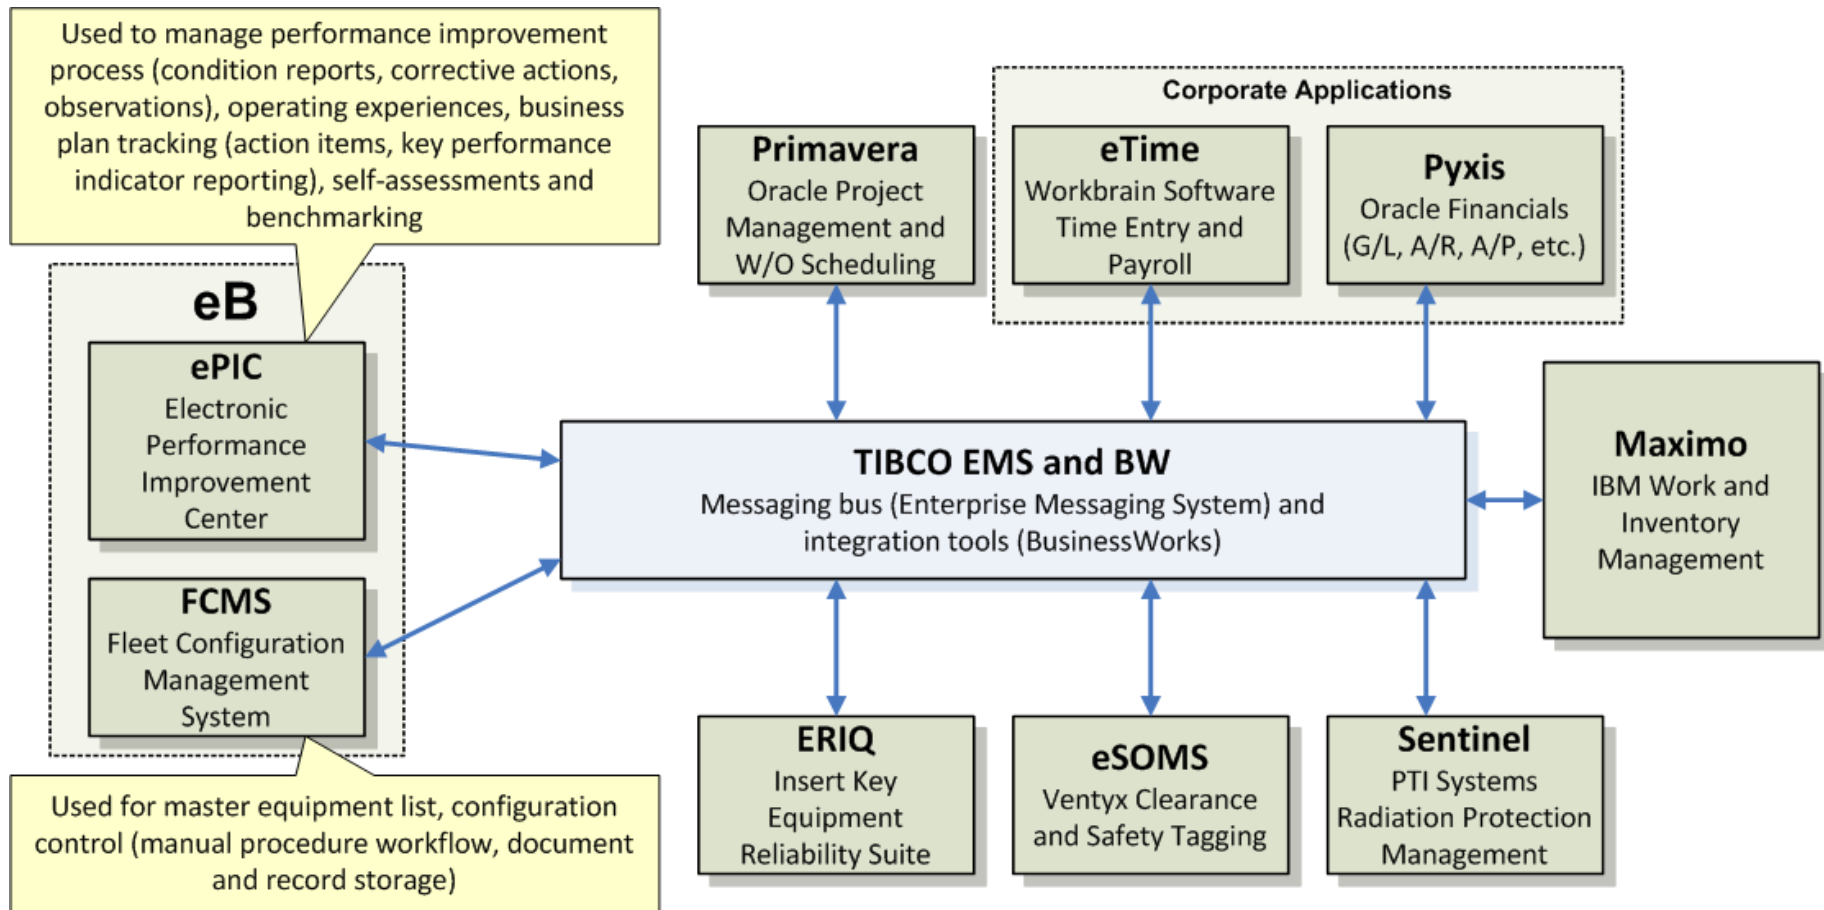 Used to manage performance improvement
process (condition reports, corrective actions,
observations), operating experiences, business
plan tracking (action items, key performance
indicator reporting), self-assessments and
benchmarking
Corporate Applications
Primavera
Oracle Project
Management and
W/O Scheduling
eTime
Workbrain Software
Time Entry and
Payroll
Pyxis
Oracle Financials
(G/L, A/R, A/P, etc.)
eB
ePIC
Electronic
Performance
Improvement
Center
FCMS
Fleet Configuration
Management
System
TIBCO EMS and BW
Messaging bus (Enterprise Messaging System) and
integration tools (BusinessWorks)
Maximo
IBM Work and
Inventory
Management
ERIQ
Insert Key
Equipment
Reliability Suite
eSOMS
Ventyx Clearance
and Safety Tagging
Sentinel
PTI Systems
Radiation Protection
Management
Used for master equipment list, configuration
control (manual procedure workflow, document
and record storage)